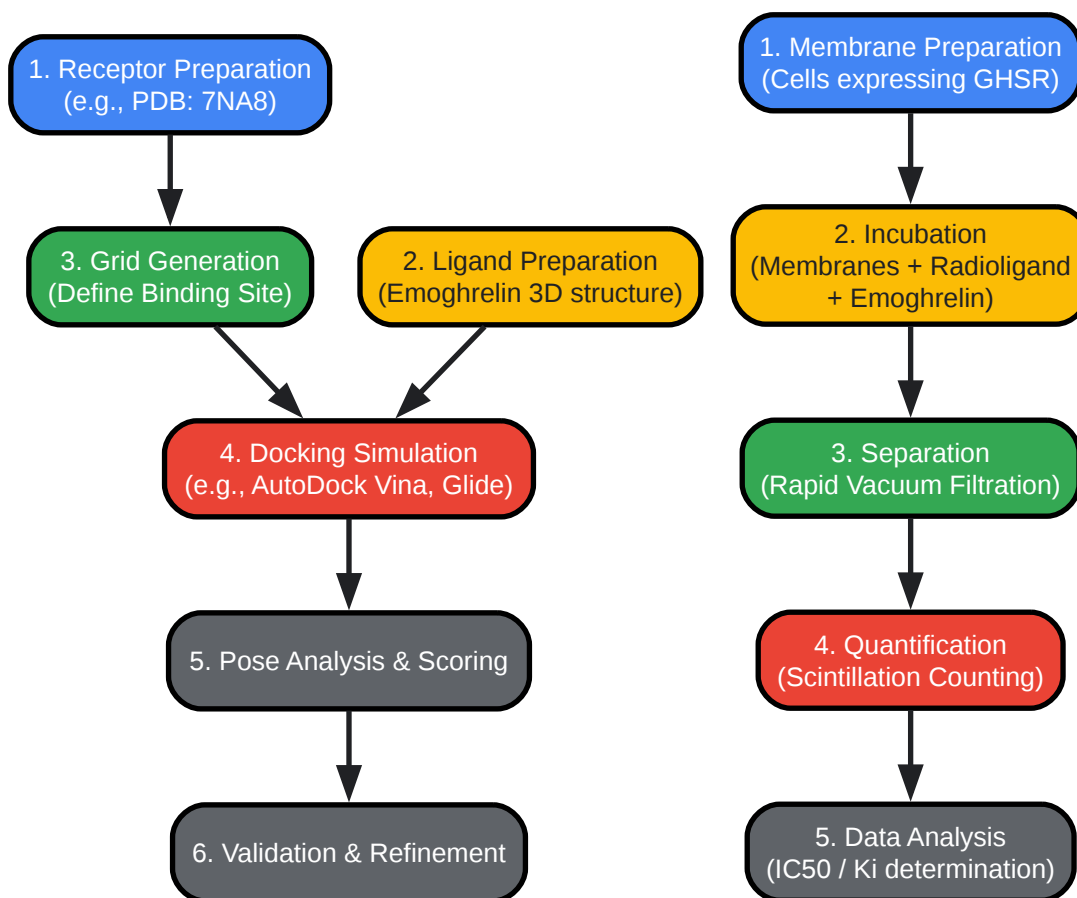 1. Receptor Preparation
(e.g., PDB: 7NA8)
3. Grid Generation
(Define Binding Site)
2. Ligand Preparation
(Emoghrelin 3D structure)
4. Docking Simulation
(e.g., AutoDock Vina, Glide)
5. Pose Analysis & Scoring
6. Validation & Refinement
1. Membrane Preparation
(Cells expressing GHSR)
2. Incubation
(Membranes + Radioligand
+ Emoghrelin)
3. Separation
(Rapid Vacuum Filtration)
4. Quantification
(Scintillation Counting)
5. Data Analysis
(IC50 / Ki determination)